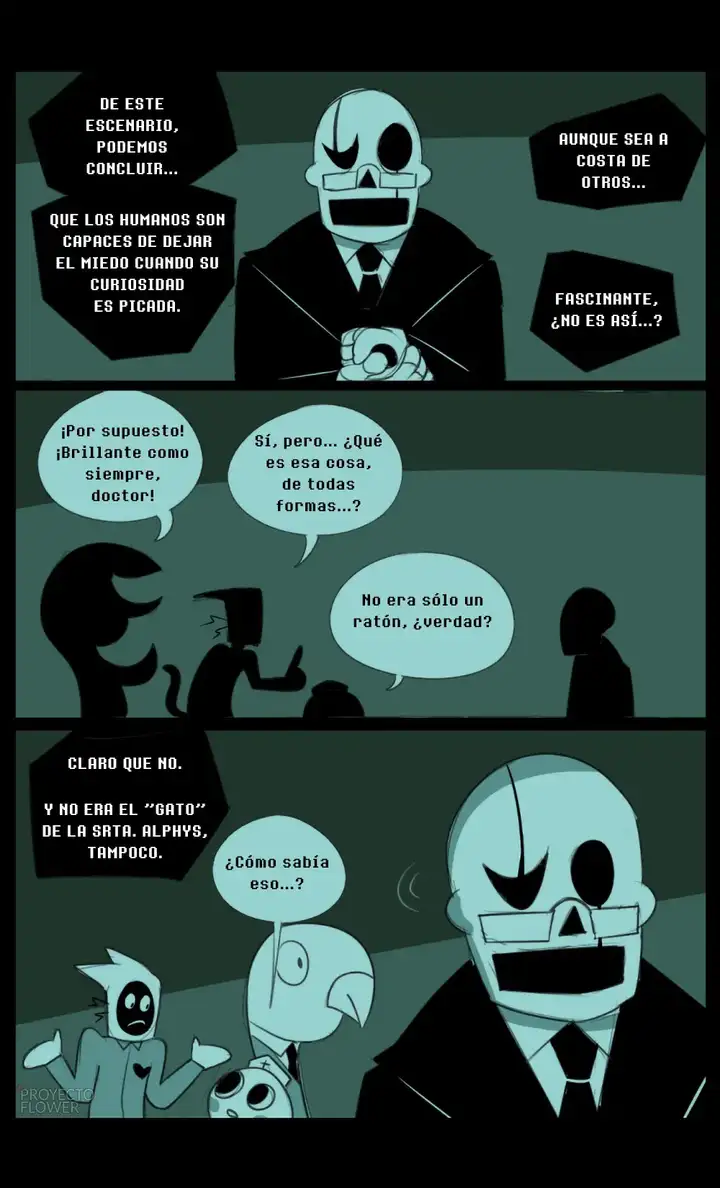 DE ESTE
ESCENARIO,
PODEMOS
CONCLUIR...
QUE LOS HUMANOS SON
CAPACES DE DEJAR
EL MIEDO CUANDO SU
CURIOSIDAD
ES PICADA.
AUNQUE SEA A
COSTA DE
OTROS...
FASCINANTE,
¿NO ES ASÍ...?
¡Por supuesto!
¡Brillante como
siempre,
doctor!
Sí, pero... ¿Qué
es esa cosa,
de todas
formas...?
No era sólo un
ratón, ¿verdad?
CLARO QUE NO.
Y NO ERA EL "GATO"
DE LA SRTA. ALPHYS,
TAMPOCO.
¿Cómo sabía
eso...?
PROYECTO
FLOWER